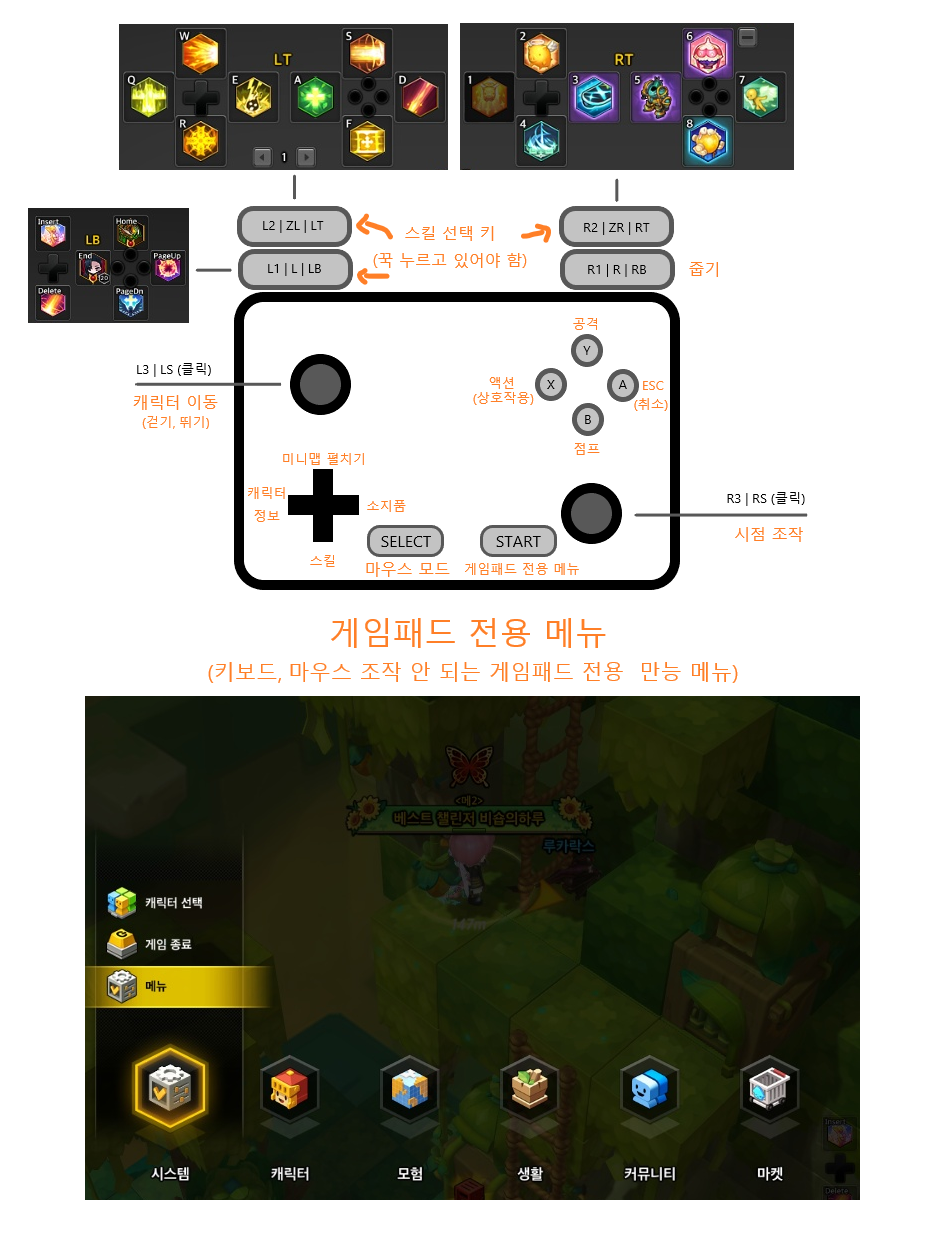 W
S
LT
Q
E
A
D
R
F
1
2
6
RT
1
3
5
7
4
8
Insert
Home
LB
End
PageUp
20
Delete
PageDn
L2 | ZL | LT
스킬 선택 키
R2 | ZR | RT
L1 | L | LB
(꾹 누르고 있어야 함)
R1 | R | RB
줍기
공격
Y
L3 | LS (클릭)
액션
X
A
ESC
캐릭터 이동
(상호작용)
(취소)
(걷기, 뛰기)
B
점프
미니맵 펼치기
캐릭터
정보
소지품
R3 | RS (클릭)
스킬
SELECT
START
시점 조작
마우스 모드
게임패드 전용 메뉴
게임패드 전용 메뉴
(키보드, 마우스 조작 안 되는 게임패드 전용 만능 메뉴)
<메2>
베스트 챌린저 비숍의하루
루카락스
147m
캐릭터 선택
게임 종료
메뉴
Insert
시스템
캐릭터
모험
생활
커뮤니티
마켓
Delete